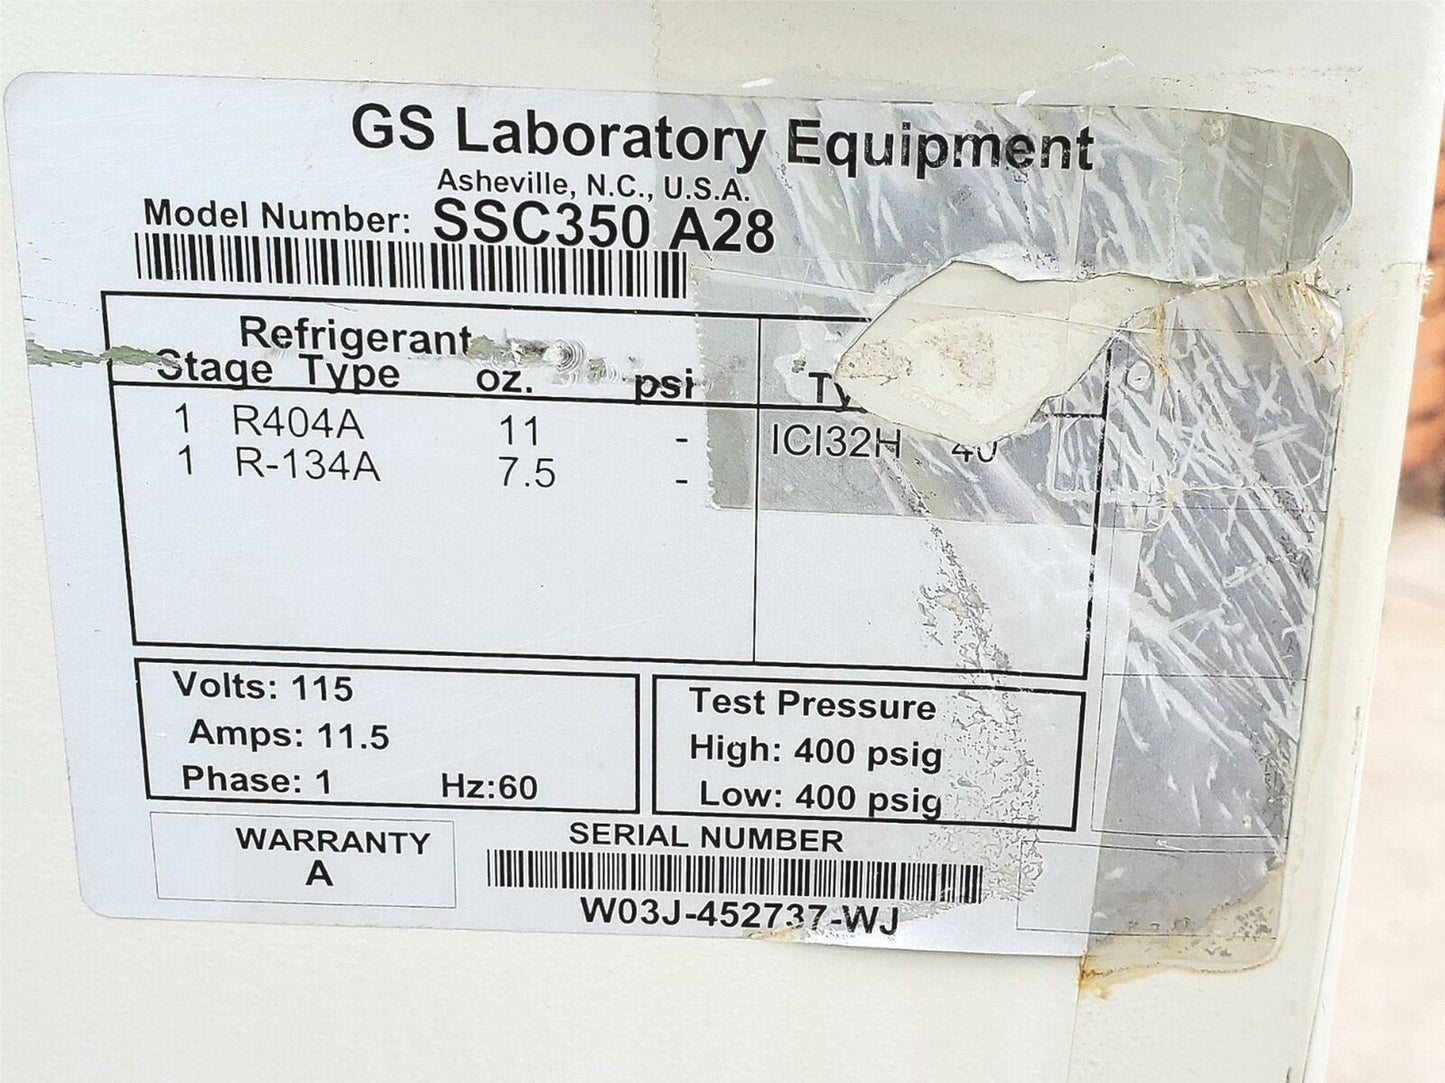 GS Laboratory Equipment
Asheville, N.C., U.S.A.
Model Number: SSC350 A28
Refrigerant
Stage Type oz. psi
1 R404A 11 - ICI32H 40
1 R-134A 7.5 -
Volts: 115
Amps: 11.5
Phase: 1 Hz:60
Test Pressure
High: 400 psig
Low: 400 psig
WARRANTY
A
SERIAL NUMBER
W03J-452737-WJ